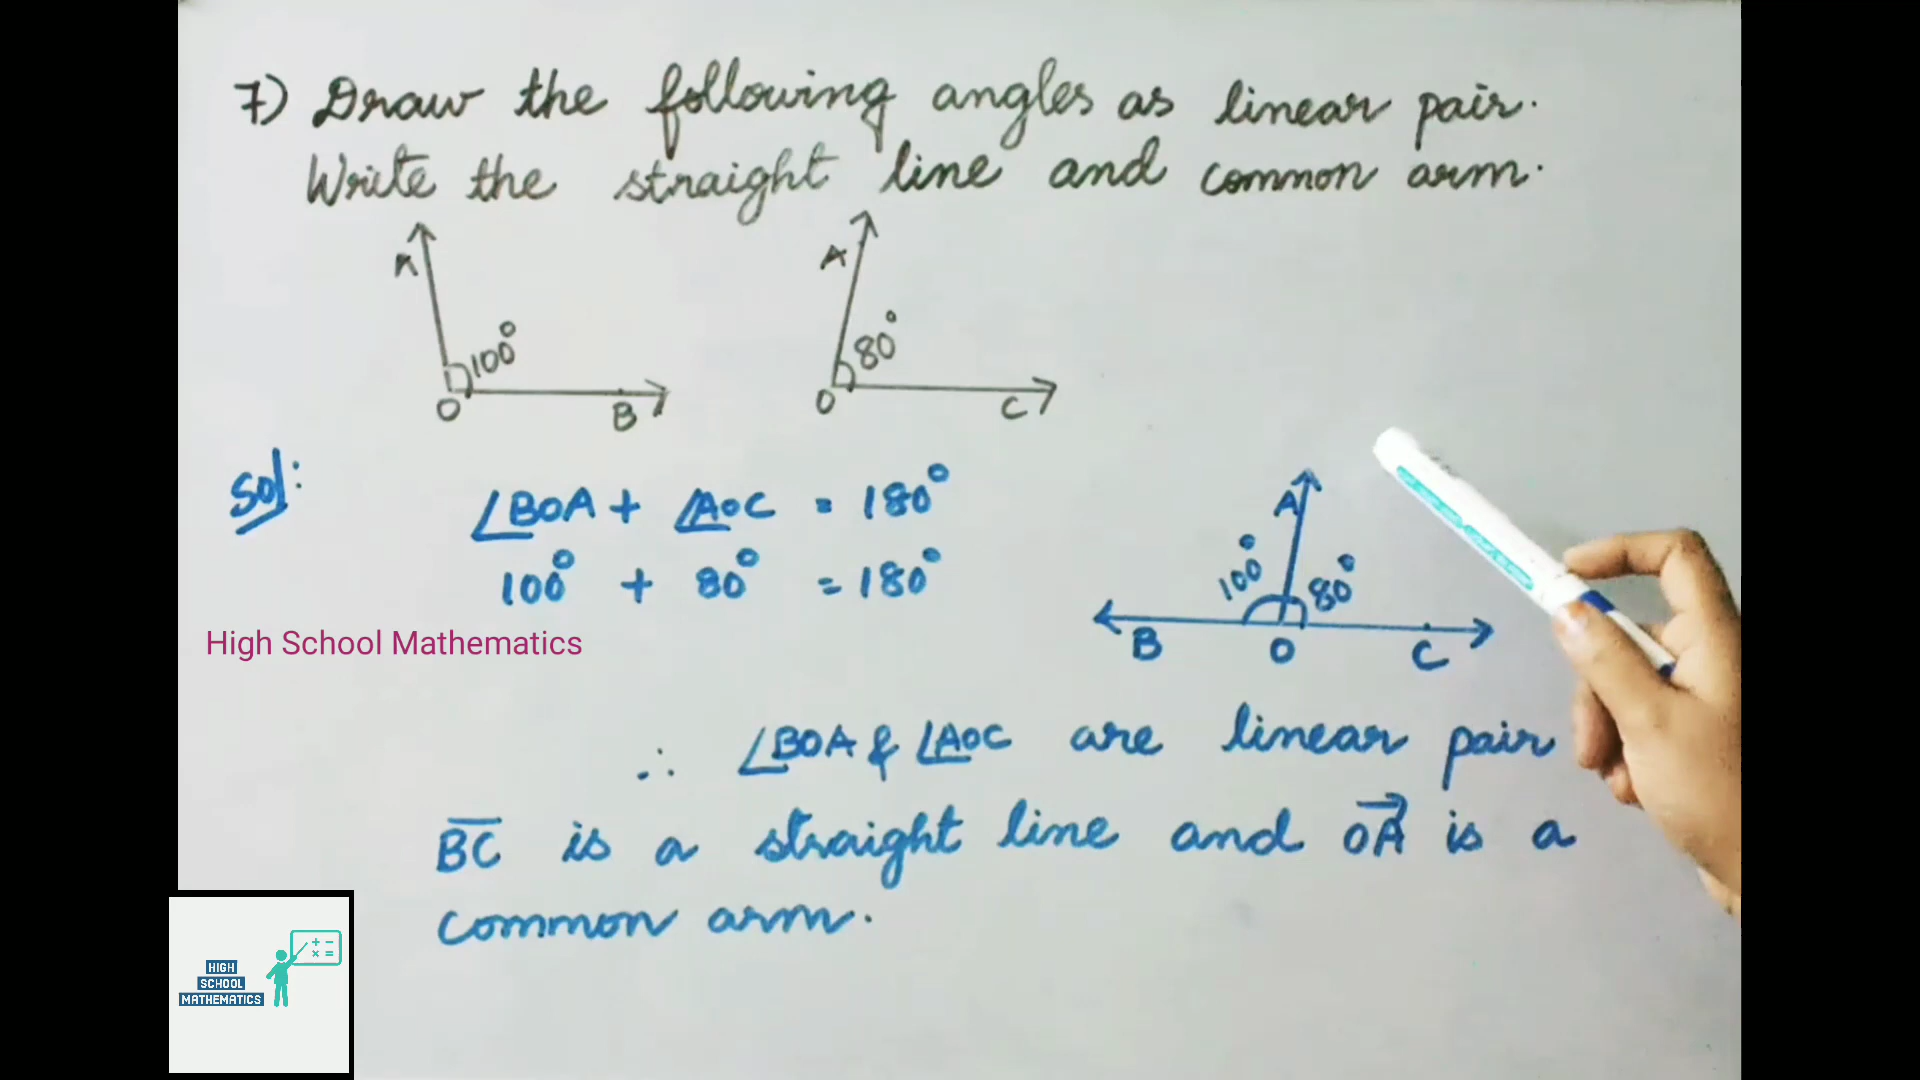 7) Draw the following angles as linear pair.
Write the straight line and common arm.
A
100°
O
B
A
80°
O
C
Sol:
∠BOA + ∠AOC = 180°
100° + 80° = 180°
A
100°
80°
B
O
C
High School Mathematics
∴ ∠BOA & ∠AOC are linear pair
B̅C̅ is a straight line and O⃗A⃗ is a
common arm.
HIGH
SCHOOL
MATHEMATICS
+ −
× =